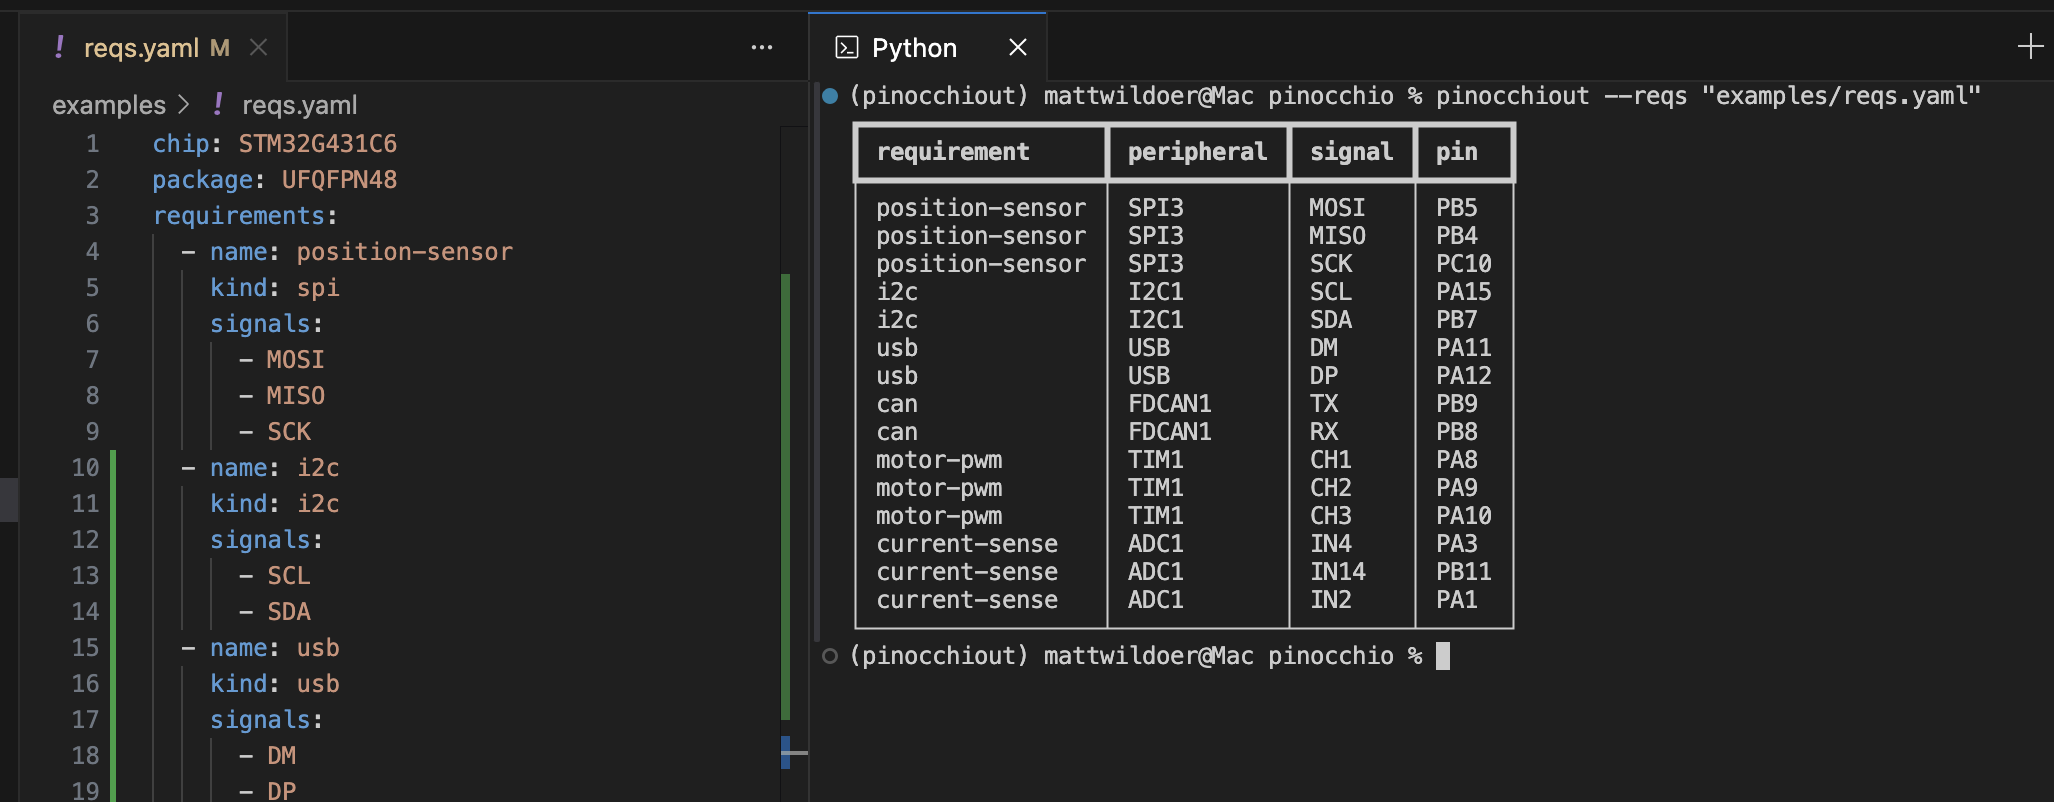 ! reqs.yaml M
examples > ! reqs.yaml
1 chip: STM32G431C6
2 package: UFQFPN48
3 requirements:
4 - name: position-sensor
5 kind: spi
6 signals:
7 - MOSI
8 - MISO
9 - SCK
10 - name: i2c
11 kind: i2c
12 signals:
13 - SCL
14 - SDA
15 - name: usb
16 kind: usb
17 signals:
18 - DM
19 - DP
Python
(pinocchiout) mattwildoer@Mac pinocchio % pinocchiout --reqs "examples/reqs.yaml"
requirement peripheral signal pin
position-sensor SPI3 MOSI PB5
position-sensor SPI3 MISO PB4
position-sensor SPI3 SCK PC10
i2c I2C1 SCL PA15
i2c I2C1 SDA PB7
usb USB DM PA11
usb USB DP PA12
can FDCAN1 TX PB9
can FDCAN1 RX PB8
motor-pwm TIM1 CH1 PA8
motor-pwm TIM1 CH2 PA9
motor-pwm TIM1 CH3 PA10
current-sense ADC1 IN4 PA3
current-sense ADC1 IN14 PB11
current-sense ADC1 IN2 PA1
(pinocchiout) mattwildoer@Mac pinocchio %